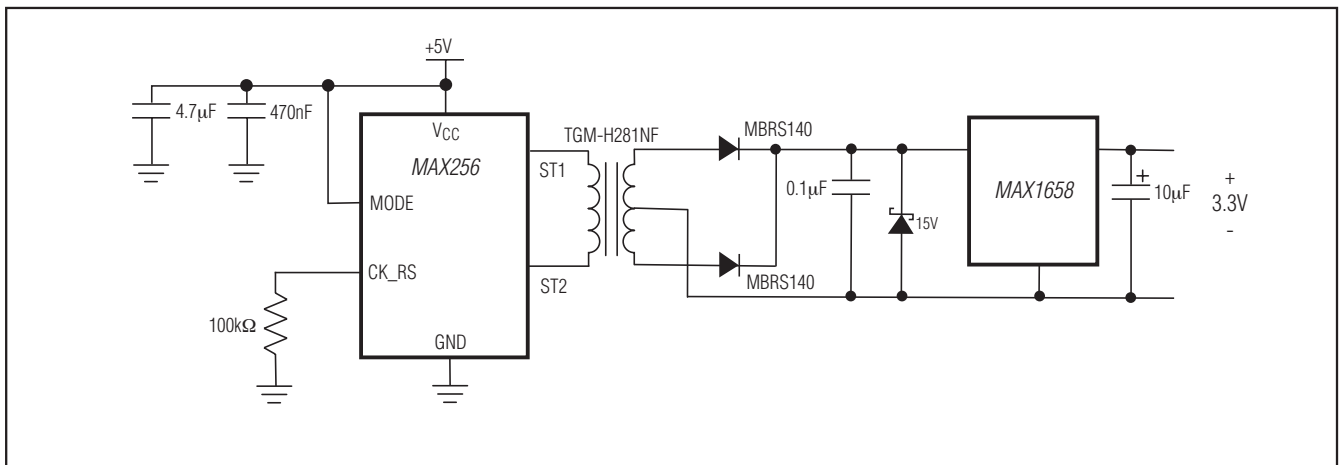 +5V
4.7µF
470nF
VCC
MAX256
MODE
CK_RS
GND
100kΩ
ST1
ST2
TGM-H281NF
MBRS140
MBRS140
0.1µF
15V
MAX1658
+
10µF
+
3.3V
-